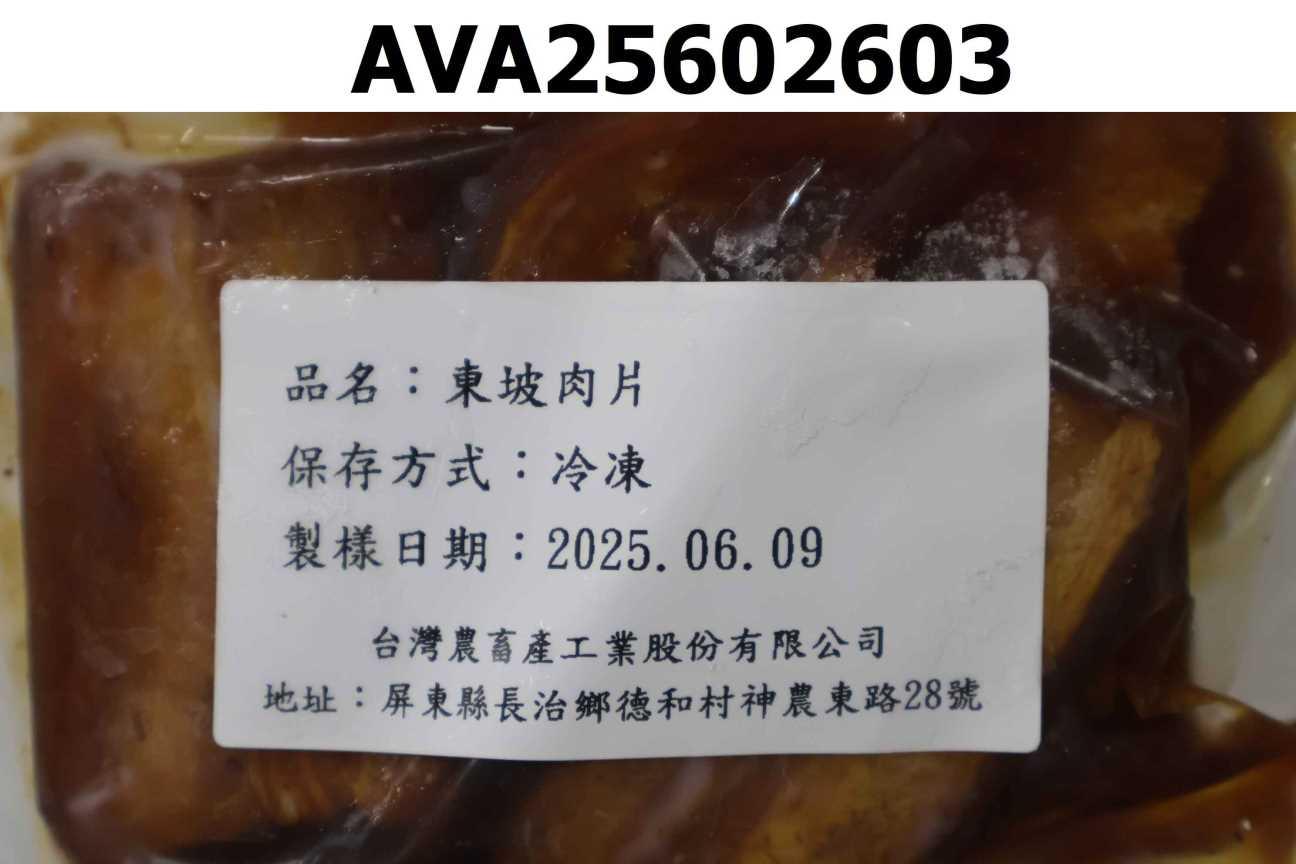 AVA25602603
品名：東坡肉片
保存方式：冷凍
製樣日期：2025.06.09
台灣農畜產工業股份有限公司
地址：屏東縣長治鄉德和村神農東路28號